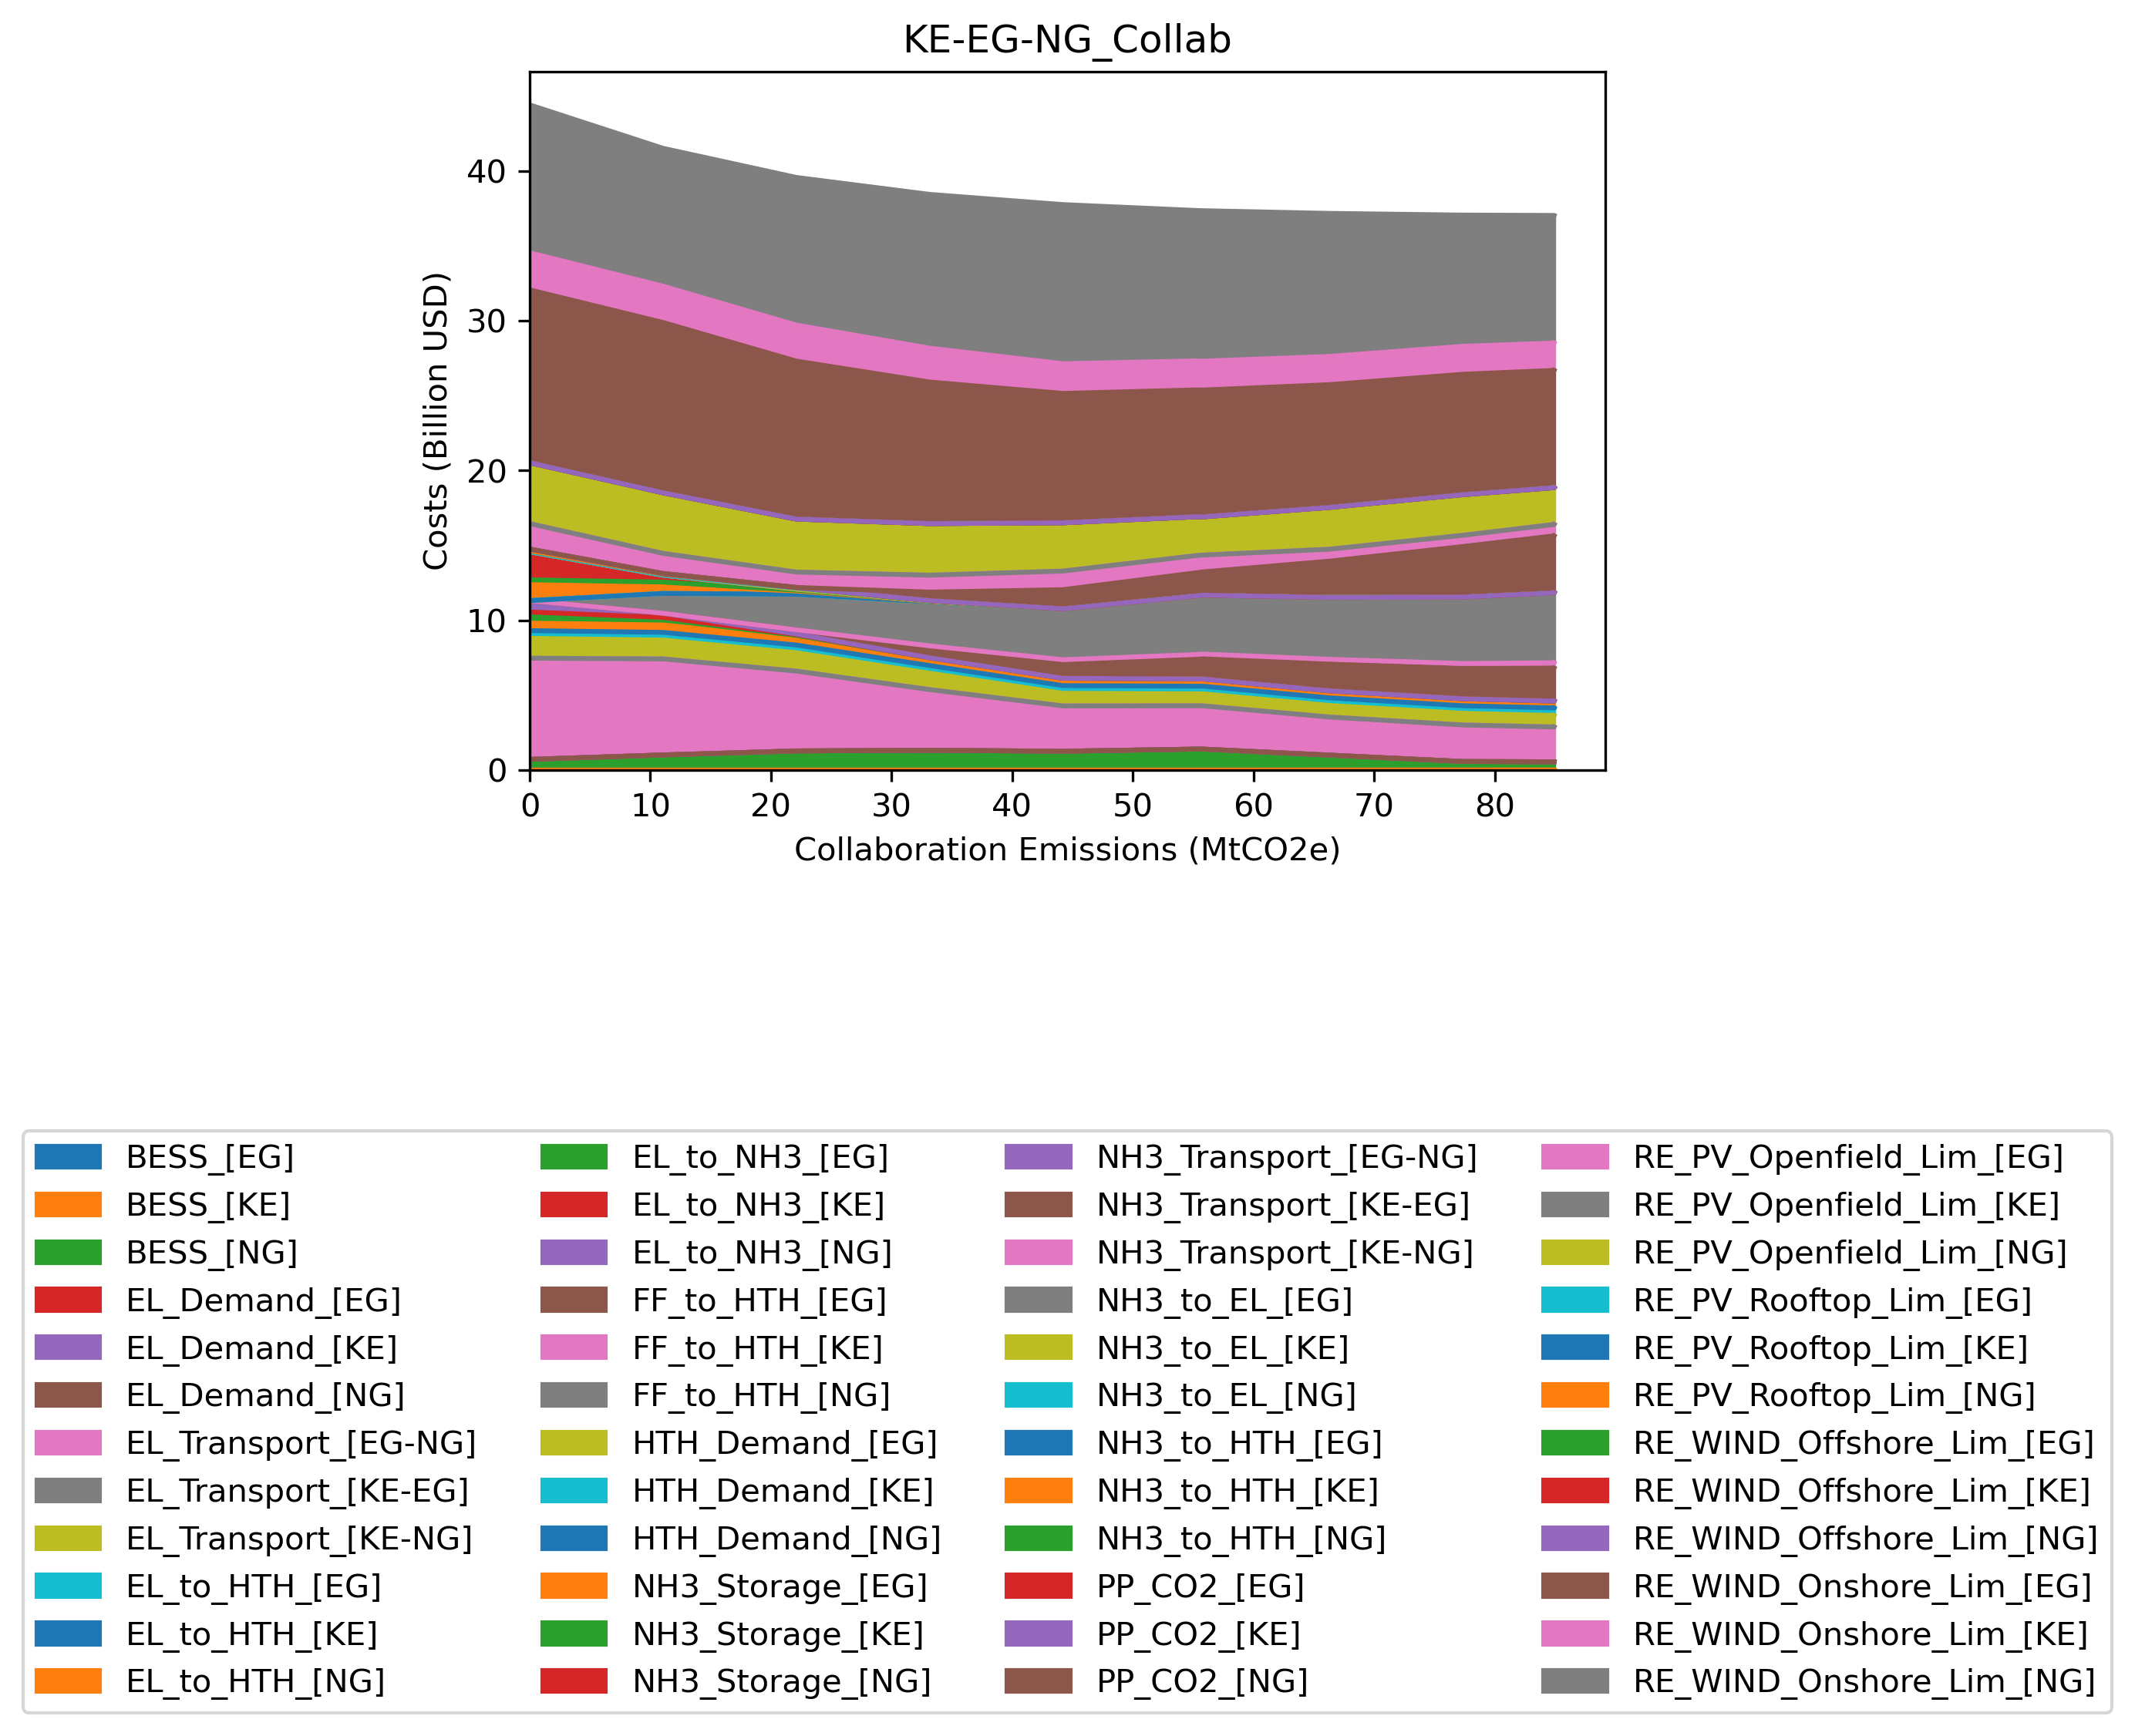 KE-EG-NG_Collab
Costs (Billion USD)
40
30
20
10
0
0 10 20 30 40 50 60 70 80
Collaboration Emissions (MtCO2e)
BESS_[EG]
BESS_[KE]
BESS_[NG]
EL_Demand_[EG]
EL_Demand_[KE]
EL_Demand_[NG]
EL_Transport_[EG-NG]
EL_Transport_[KE-EG]
EL_Transport_[KE-NG]
EL_to_HTH_[EG]
EL_to_HTH_[KE]
EL_to_HTH_[NG]
EL_to_NH3_[EG]
EL_to_NH3_[KE]
EL_to_NH3_[NG]
FF_to_HTH_[EG]
FF_to_HTH_[KE]
FF_to_HTH_[NG]
HTH_Demand_[EG]
HTH_Demand_[KE]
HTH_Demand_[NG]
NH3_Storage_[EG]
NH3_Storage_[KE]
NH3_Storage_[NG]
NH3_Transport_[EG-NG]
NH3_Transport_[KE-EG]
NH3_Transport_[KE-NG]
NH3_to_EL_[EG]
NH3_to_EL_[KE]
NH3_to_EL_[NG]
NH3_to_HTH_[EG]
NH3_to_HTH_[KE]
NH3_to_HTH_[NG]
PP_CO2_[EG]
PP_CO2_[KE]
PP_CO2_[NG]
RE_PV_Openfield_Lim_[EG]
RE_PV_Openfield_Lim_[KE]
RE_PV_Openfield_Lim_[NG]
RE_PV_Rooftop_Lim_[EG]
RE_PV_Rooftop_Lim_[KE]
RE_PV_Rooftop_Lim_[NG]
RE_WIND_Offshore_Lim_[EG]
RE_WIND_Offshore_Lim_[KE]
RE_WIND_Offshore_Lim_[NG]
RE_WIND_Onshore_Lim_[EG]
RE_WIND_Onshore_Lim_[KE]
RE_WIND_Onshore_Lim_[NG]